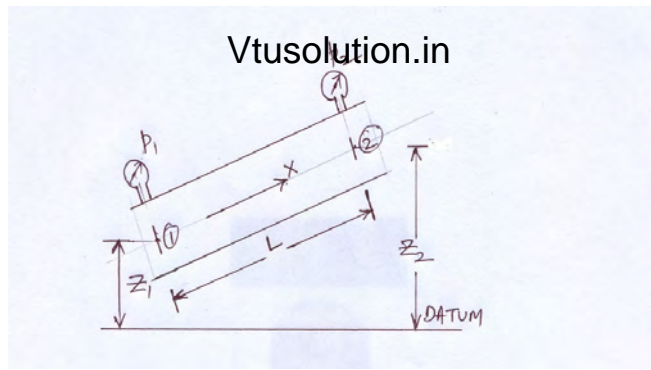 Vtusolution.in
P₁
②
X
①
L
Z₁
Z₂
DATUM